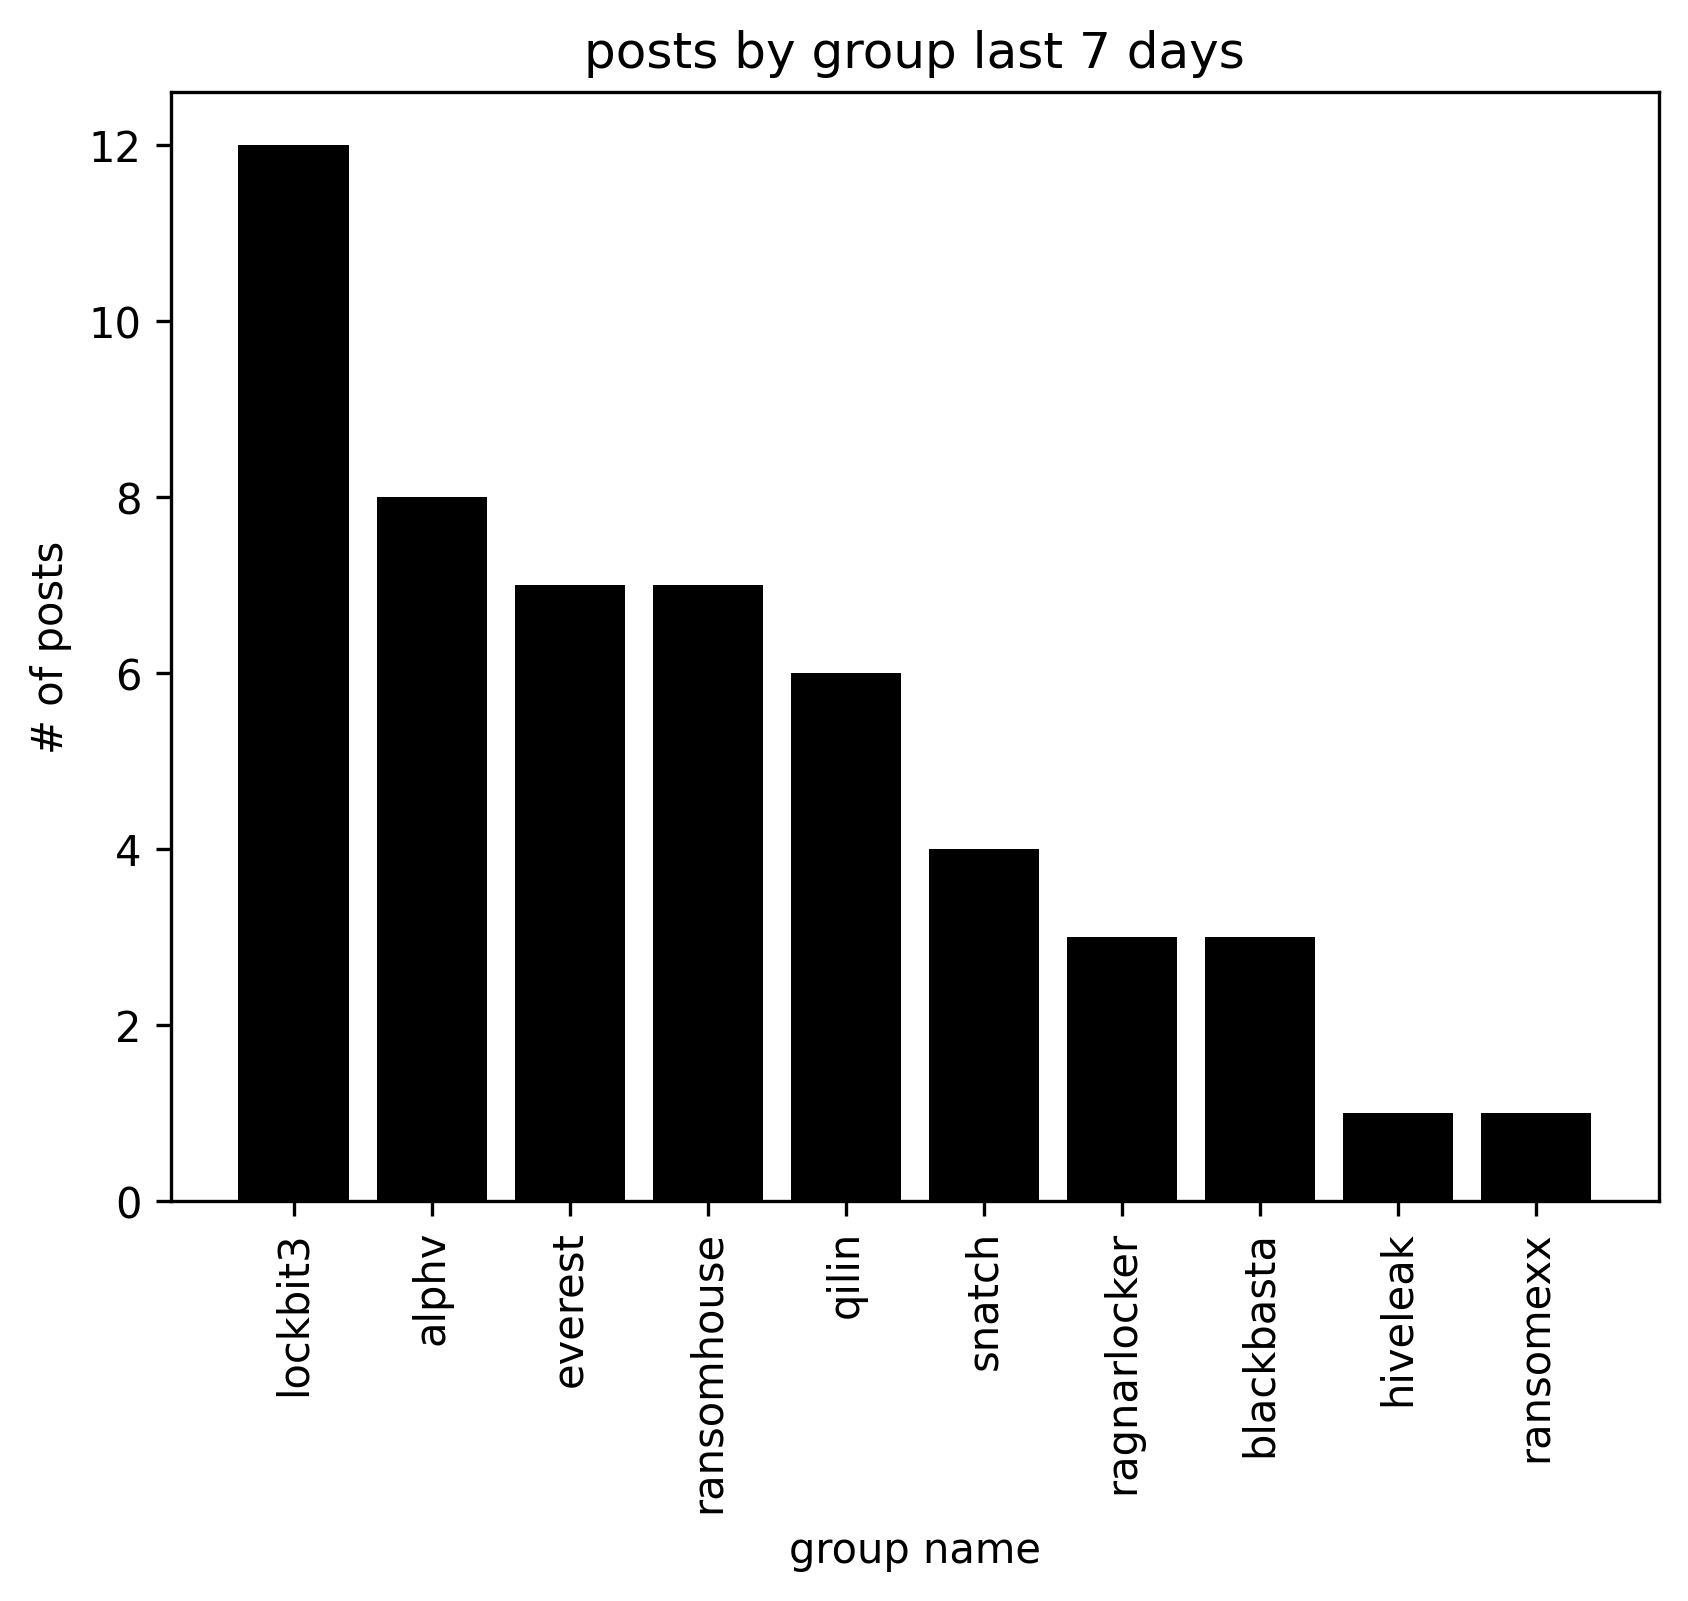 posts by group last 7 days
12
10
8
6
4
2
0
# of posts
lockbit3
alphv
everest
ransomhouse
qilin
snatch
ragnarlocker
blackbasta
hiveleak
ransomexx
group name